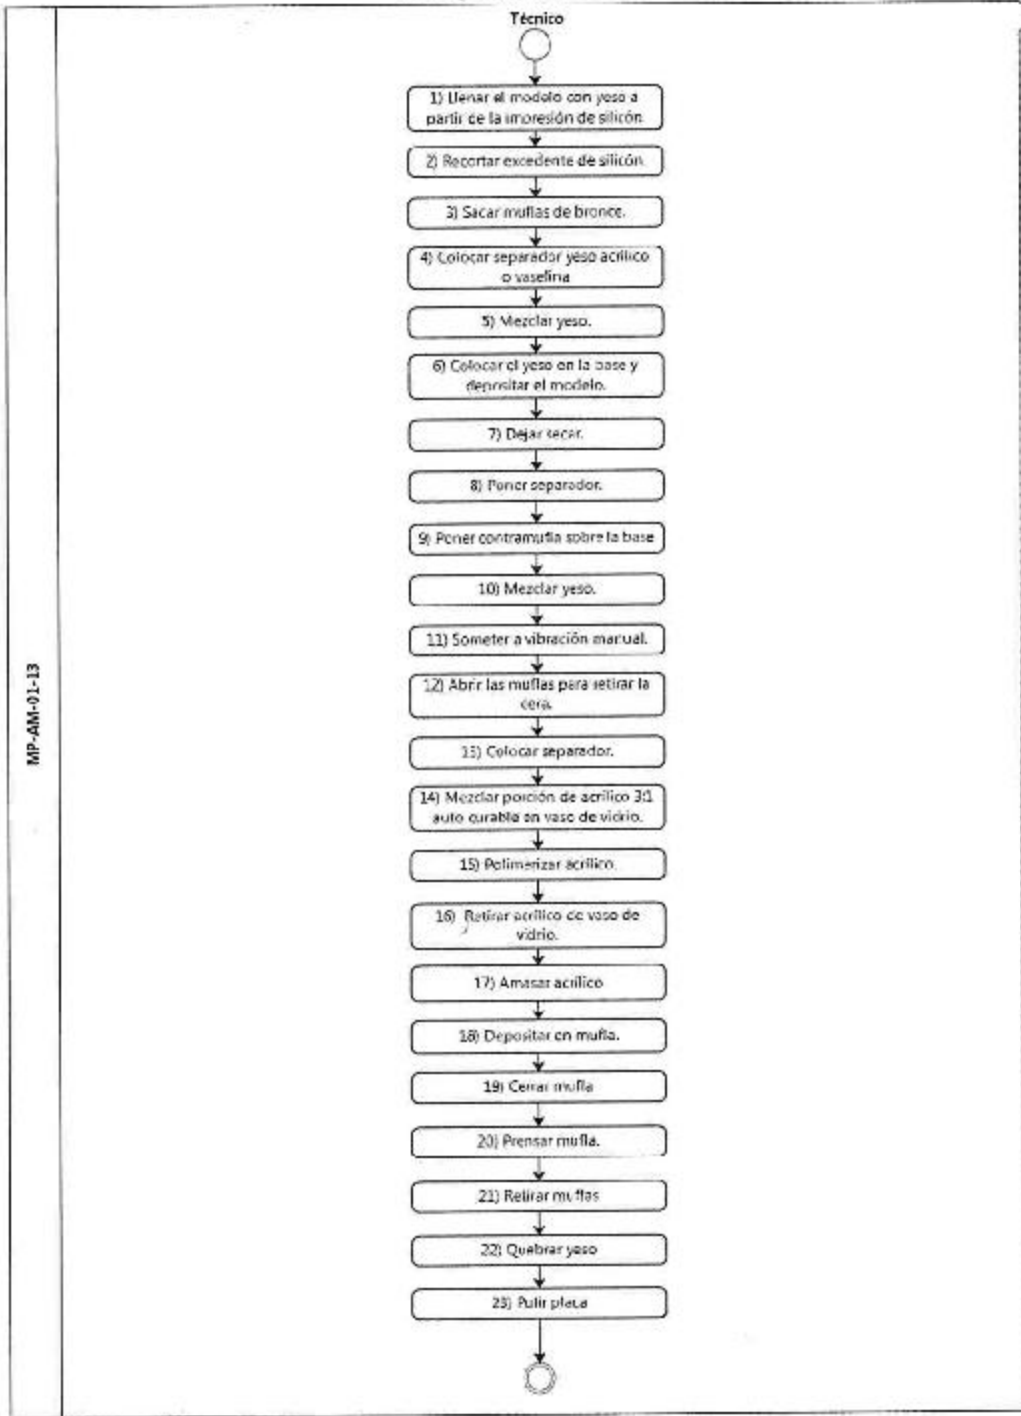 Técnico
1) Llenar el modelo con yeso a
partir de la impresión de silicón.
2) Recortar excedente de silicón.
3) Sacar muflas de bronce.
4) Colocar separador yeso acrílico
o vaselina
5) Mezclar yeso.
6) Colocar el yeso en la base y
depositar el modelo.
7) Dejar secar.
8) Poner separador.
9) Poner contramufla sobre la base
10) Mezclar yeso.
11) Someter a vibración manual.
12) Abrir las muflas para retirar la
cera.
13) Colocar separador.
14) Mezclar porción de acrílico 3:1
auto curable en vaso de vidrio.
15) Polimerizar acrílico.
16) Retirar acrílico de vaso de
vidrio.
17) Amasar acrílico
18) Depositar en mufla.
19) Cerrar mufla
20) Prensar mufla.
21) Retirar muflas
22) Quebrar yeso
23) Pulir placa
MP-AM-01-13